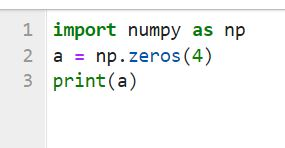 1 import numpy as np
2 a = np.zeros(4)
3 print(a)